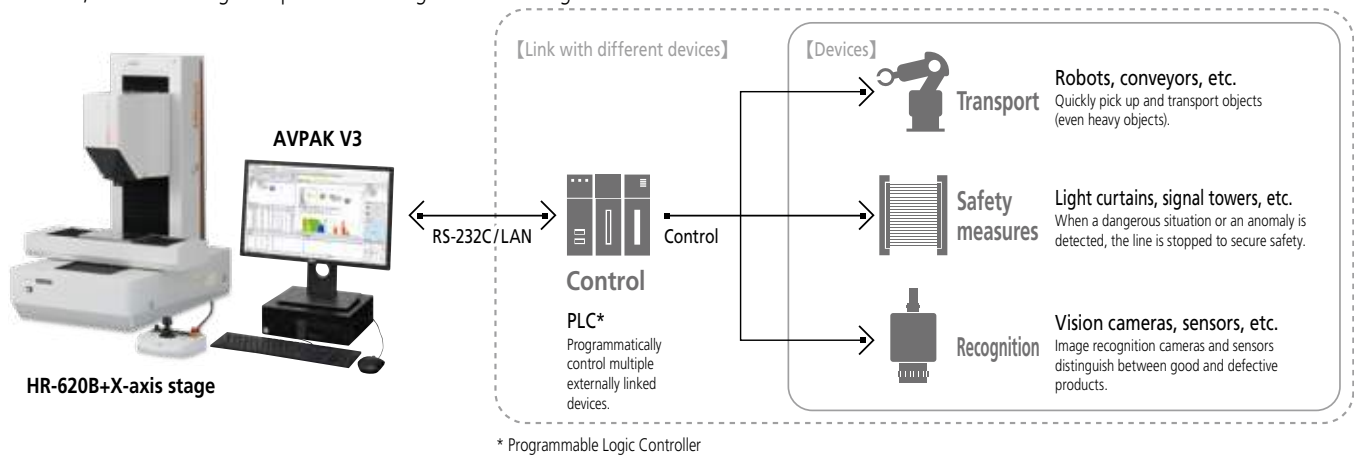 【Link with different devices】
【Devices】
Transport
Robots, conveyors, etc.
Quickly pick up and transport objects
(even heavy objects).
AVPAK V3
RS-232C/LAN
Control
Control
PLC*
Programmatically
control multiple
externally linked
devices.
Safety
measures
Light curtains, signal towers, etc.
When a dangerous situation or an anomaly is
detected, the line is stopped to secure safety.
Recognition
Vision cameras, sensors, etc.
Image recognition cameras and sensors
distinguish between good and defective
products.
HR-620B+X-axis stage
* Programmable Logic Controller